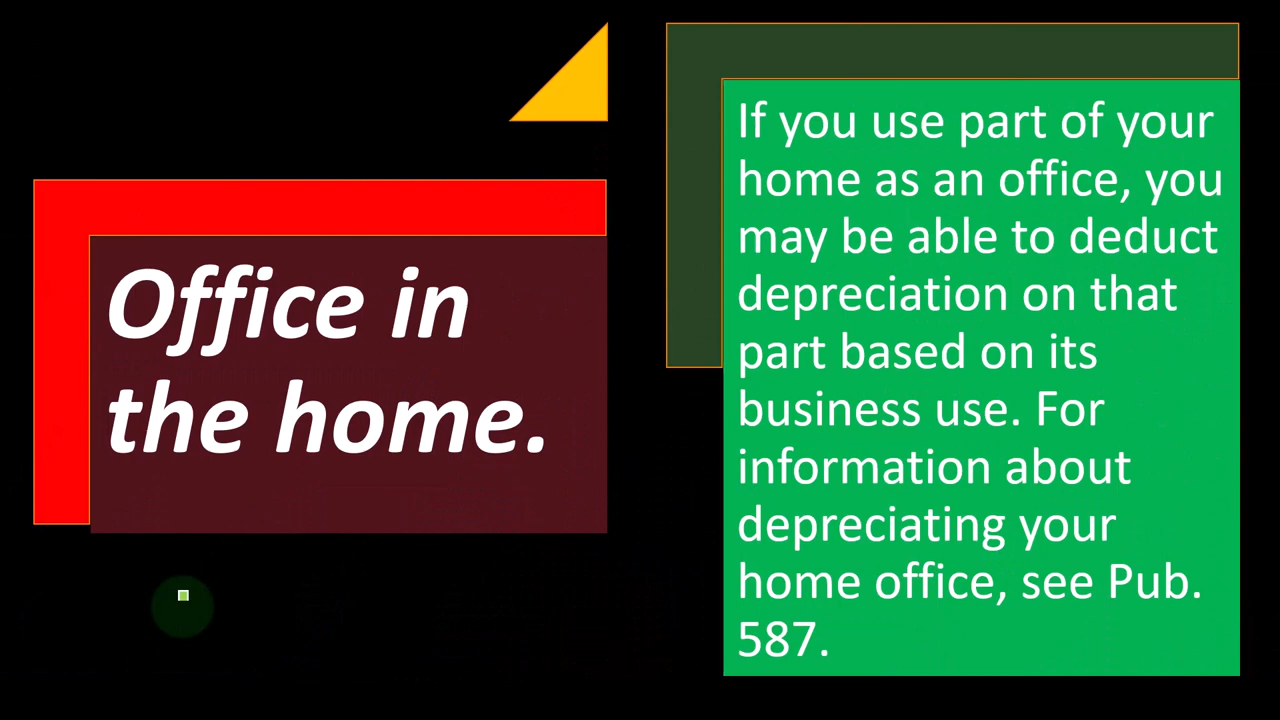 Office in
the home.
If you use part of your
home as an office, you
may be able to deduct
depreciation on that
part based on its
business use. For
information about
depreciating your
home office, see Pub.
587.